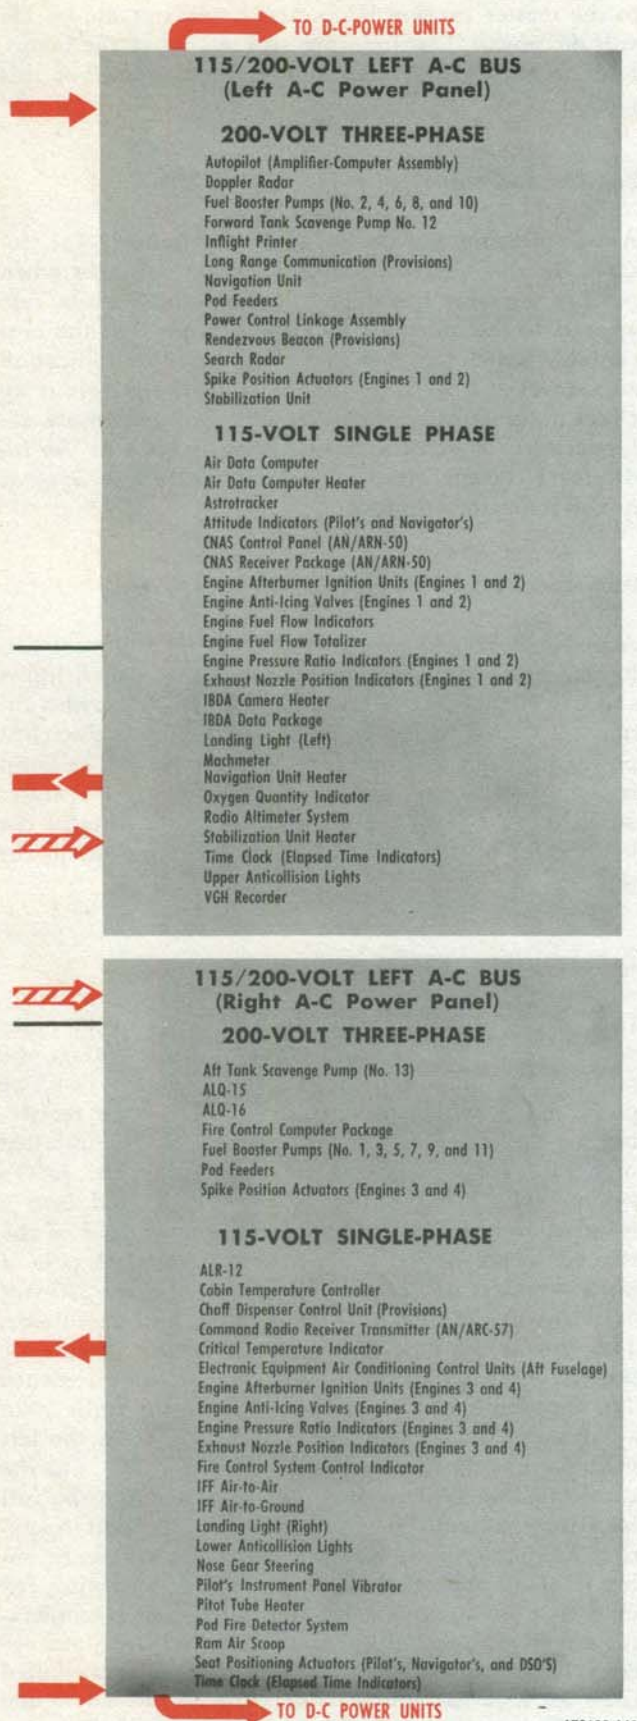 TO D-C-POWER UNITS
115/200-VOLT LEFT A-C BUS
(Left A-C Power Panel)
200-VOLT THREE-PHASE
Autopilot (Amplifier-Computer Assembly)
Doppler Radar
Fuel Booster Pumps (No. 2, 4, 6, 8, and 10)
Forward Tank Scavenge Pump No. 12
Inflight Printer
Long Range Communication (Provisions)
Navigation Unit
Pod Feeders
Power Control Linkage Assembly
Rendezvous Beacon (Provisions)
Search Radar
Spike Position Actuators (Engines 1 and 2)
Stabilization Unit
115-VOLT SINGLE PHASE
Air Data Computer
Air Data Computer Heater
Astrotracker
Attitude Indicators (Pilot's and Navigator's)
CNAS Control Panel (AN/ARN-50)
CNAS Receiver Package (AN/ARN-50)
Engine Afterburner Ignition Units (Engines 1 and 2)
Engine Anti-Icing Valves (Engines 1 and 2)
Engine Fuel Flow Indicators
Engine Fuel Flow Totalizer
Engine Pressure Ratio Indicators (Engines 1 and 2)
Exhaust Nozzle Position Indicators (Engines 1 and 2)
IBDA Camera Heater
IBDA Data Package
Landing Light (Left)
Machmeter
Navigation Unit Heater
Oxygen Quantity Indicator
Radio Altimeter System
Stabilization Unit Heater
Time Clock (Elapsed Time Indicators)
Upper Anticollision Lights
VGH Recorder
115/200-VOLT LEFT A-C BUS
(Right A-C Power Panel)
200-VOLT THREE-PHASE
Aft Tank Scavenge Pump (No. 13)
ALQ-15
ALQ-16
Fire Control Computer Package
Fuel Booster Pumps (No. 1, 3, 5, 7, 9, and 11)
Pod Feeders
Spike Position Actuators (Engines 3 and 4)
115-VOLT SINGLE-PHASE
ALR-12
Cabin Temperature Controller
Chaff Dispenser Control Unit (Provisions)
Command Radio Receiver Transmitter (AN/ARC-57)
Critical Temperature Indicator
Electronic Equipment Air Conditioning Control Units (Aft Fuselage)
Engine Afterburner Ignition Units (Engines 3 and 4)
Engine Anti-Icing Valves (Engines 3 and 4)
Engine Pressure Ratio Indicators (Engines 3 and 4)
Exhaust Nozzle Position Indicators (Engines 3 and 4)
Fire Control System Control Indicator
IFF Air-to-Air
IFF Air-to-Ground
Landing Light (Right)
Lower Anticollision Lights
Nose Gear Steering
Pilot's Instrument Panel Vibrator
Pitot Tube Heater
Pod Fire Detector System
Ram Air Scoop
Seat Positioning Actuators (Pilot's, Navigator's, and DSO'S)
Time Clock (Elapsed Time Indicators)
TO D-C POWER UNITS